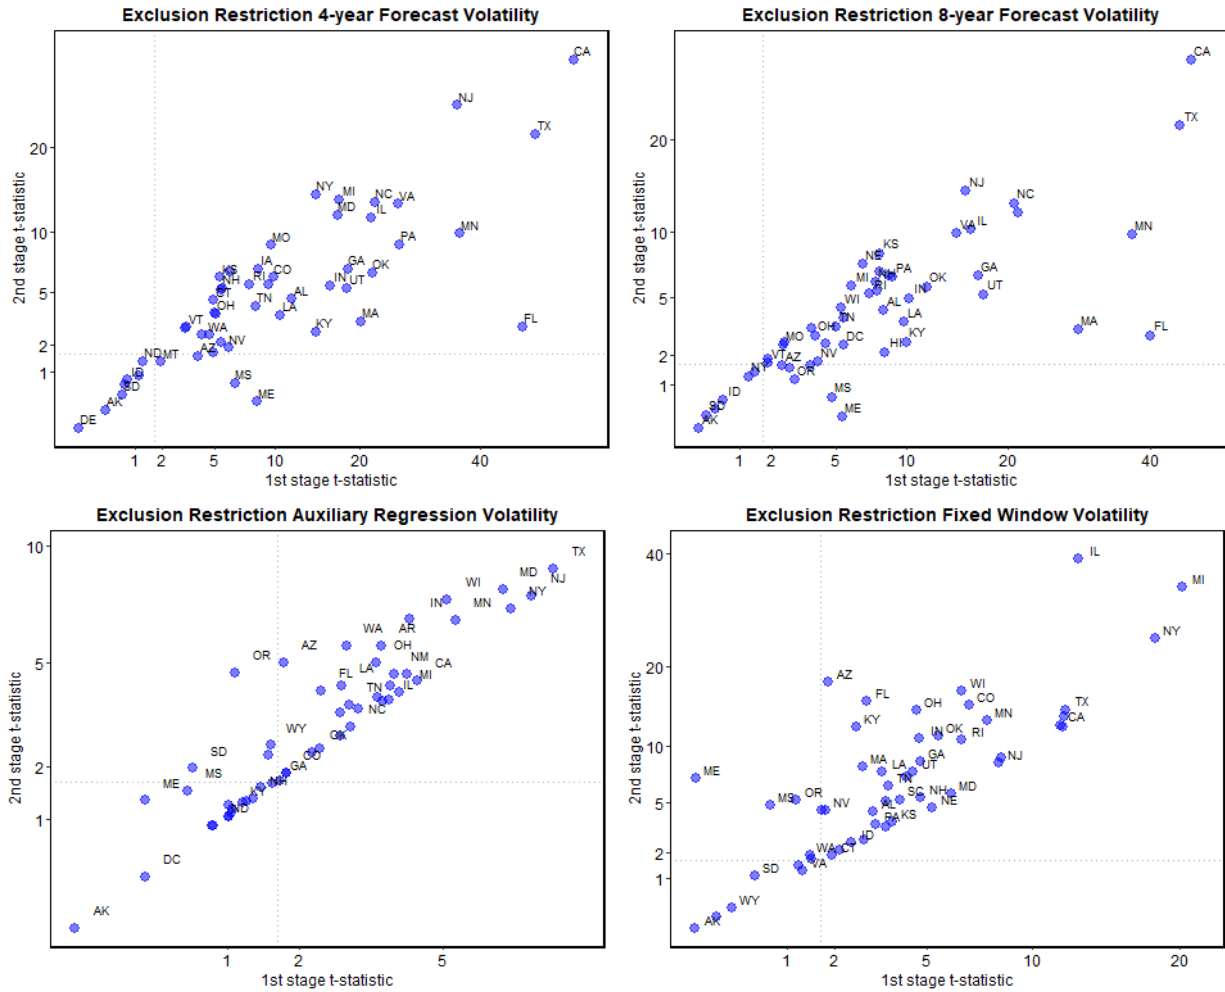 Exclusion Restriction 4-year Forecast Volatility
2nd stage t-statistic
20
10
5
2
1
CA
NJ
TX
NY
MI
NC
VA
MD
IL
MN
MO
PA
KS
IA
CO
GA
OK
NH
RI
IN
UT
CT
TN
AL
OH
LA
MA
VT
WA
KY
FL
AZ
NV
ND
MT
ID
MS
SD
ME
AK
DE
1
2
5
10
20
40
1st stage t-statistic
Exclusion Restriction 8-year Forecast Volatility
2nd stage t-statistic
20
10
5
2
1
CA
TX
NJ
NC
VA
IL
MN
KS
NE
PA
NH
GA
MI
RI
OK
UT
IN
WI
AL
TN
LA
OH
MO
DC
KY
HI
MA
FL
VT
AZ
NV
NY
OR
MS
ID
ME
SD
AK
1
2
5
10
20
40
1st stage t-statistic
Exclusion Restriction Auxiliary Regression Volatility
2nd stage t-statistic
10
5
2
1
TX
MD
NJ
WI
NY
IN
MN
WA
AR
AZ
OH
OR
NM
LA
CA
FL
MI
TN
IL
NC
WY
OK
SD
CO
GA
MS
NH
ME
KY
ND
DC
AK
1
2
5
1st stage t-statistic
Exclusion Restriction Fixed Window Volatility
2nd stage t-statistic
40
20
10
5
2
1
IL
MI
NY
AZ
WI
FL
CO
OH
TX
KY
MN
CA
IN
OK
RI
GA
NJ
MA
LA
UT
ME
TN
MD
OR
SC
NH
MS
NV
AL
NE
PA
KS
ID
WA
CT
VA
SD
WY
AK
1
2
5
10
20
1st stage t-statistic